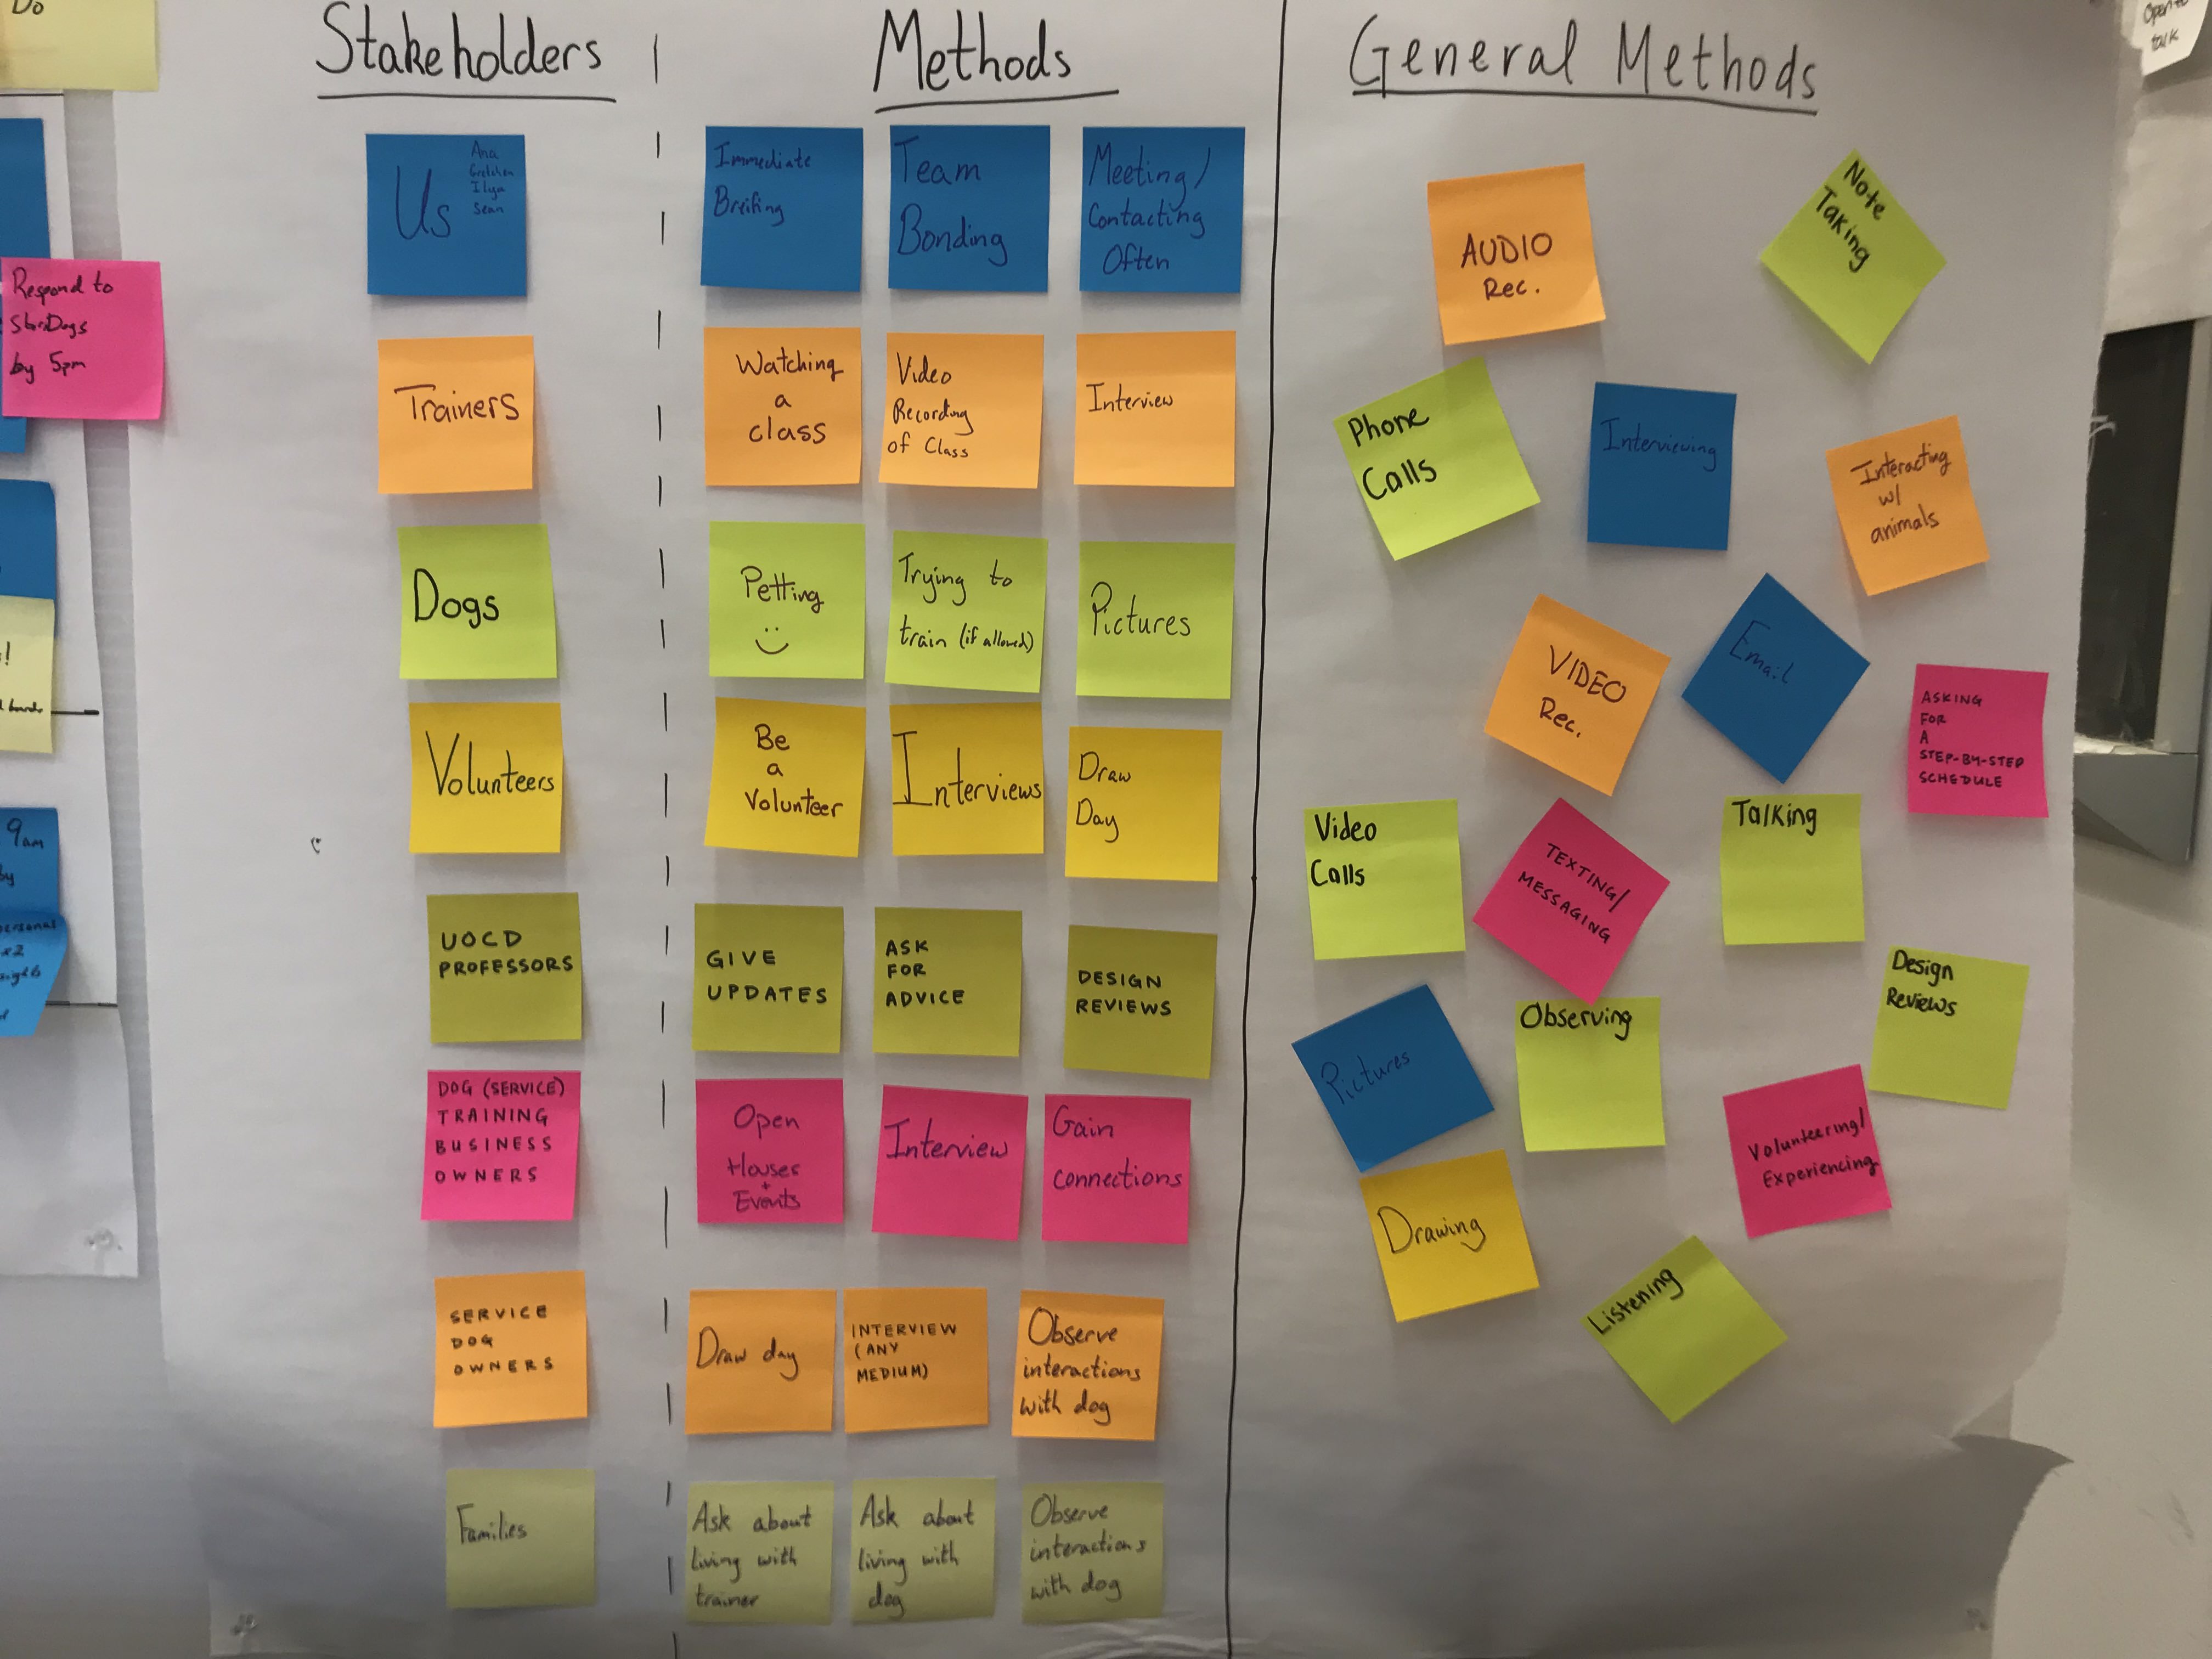 Do
Respond to
by 5pm
9am
Open to
talk
Stakeholders
Methods
General Methods
Us
Ana
Gretchen
Ilya
Sean
Immediate
Breifing
Team
Bonding
Meeting/
Contacting
Often
Trainers
Watching
a
class
Video
Recording
of Class
Interview
Dogs
Petting
Trying to
train (if allowed)
Pictures
Volunteers
Be
a
Volunteer
Interviews
Draw
Day
UOCD
PROFESSORS
GIVE
UPDATES
ASK
FOR
ADVICE
DESIGN
REVIEWS
DOG (SERVICE)
TRAINING
BUSINESS
OWNERS
Open
Houses
+
Events
Interview
Gain
connections
SERVICE
DOG
OWNERS
Draw day
INTERVIEW
(ANY
MEDIUM)
Observe
interactions
with dog
Families
Ask about
living with
trainer
Ask about
living with
dog
Observe
interactions
with dog
AUDIO
Rec.
Note
Taking
Phone
Calls
Interviewing
Interacting
w/
animals
VIDEO
Rec.
Email
ASKING
FOR
A
STEP-BY-STEP
SCHEDULE
Video
Calls
TEXTING/
MESSAGING
Talking
Design
Reviews
Pictures
Observing
Volunteering/
Experiencing
Drawing
Listening